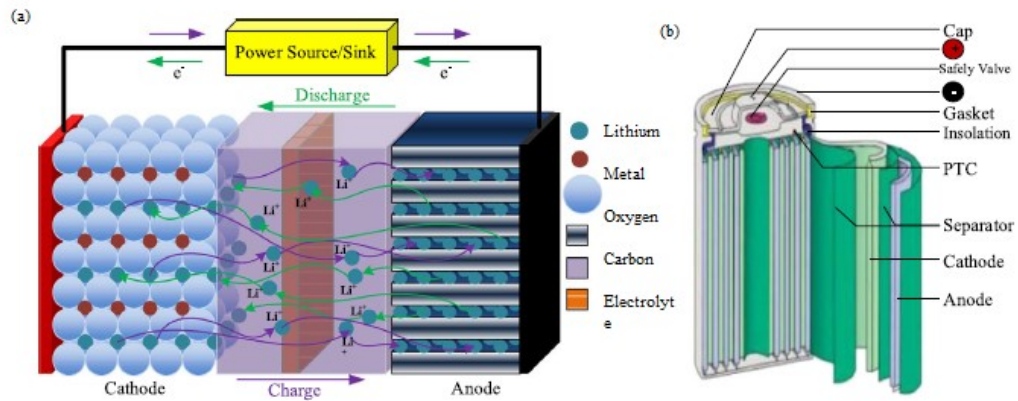 (a)
Power Source/Sink
e-
e-
Discharge
Li+
Li+
Li+
Li+
Li+
Li+
Li+
Li+
Li
+
Lithium
Metal
Oxygen
Carbon
Electrolyt
e
Cathode
Charge
Anode
(b)
Cap
+
Safely Valve
-
Gasket
Insolation
PTC
Separator
Cathode
Anode